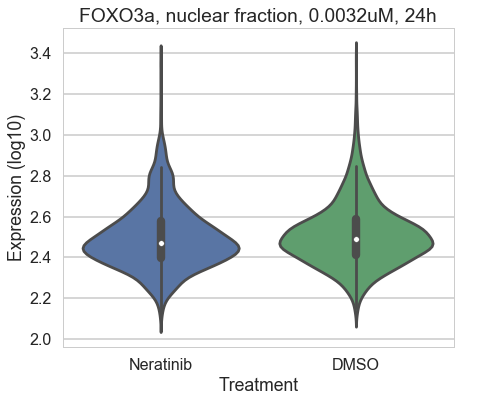 FOXO3a, nuclear fraction, 0.0032uM, 24h
Expression (log10)
3.4
3.2
3.0
2.8
2.6
2.4
2.2
2.0
Neratinib DMSO
Treatment